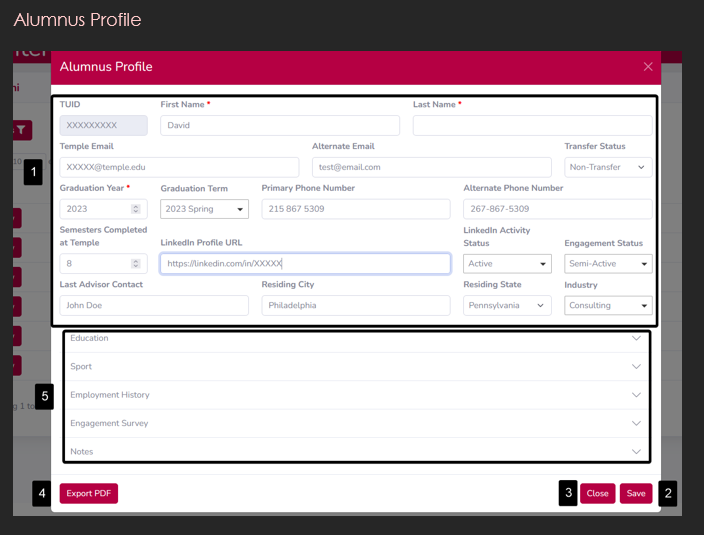 Alumnus Profile
Alumnus Profile
TUID
First Name *
Last Name *
XXXXXXXXX
David
Temple Email
Alternate Email
Transfer Status
XXXXX@temple.edu
test@email.com
Non-Transfer
10
1
Graduation Year *
Graduation Term
Primary Phone Number
Alternate Phone Number
2023
2023 Spring
215 867 5309
267-867-5309
Semesters Completed
at Temple
LinkedIn Profile URL
LinkedIn Activity
Status
Engagement Status
8
https://linkedin.com/in/XXXXX
Active
Semi-Active
Last Advisor Contact
Residing City
Residing State
Industry
John Doe
Philadelphia
Pennsylvania
Consulting
Education
Sport
5
Employment History
Engagement Survey
Notes
4
Export PDF
3
Close
Save
2